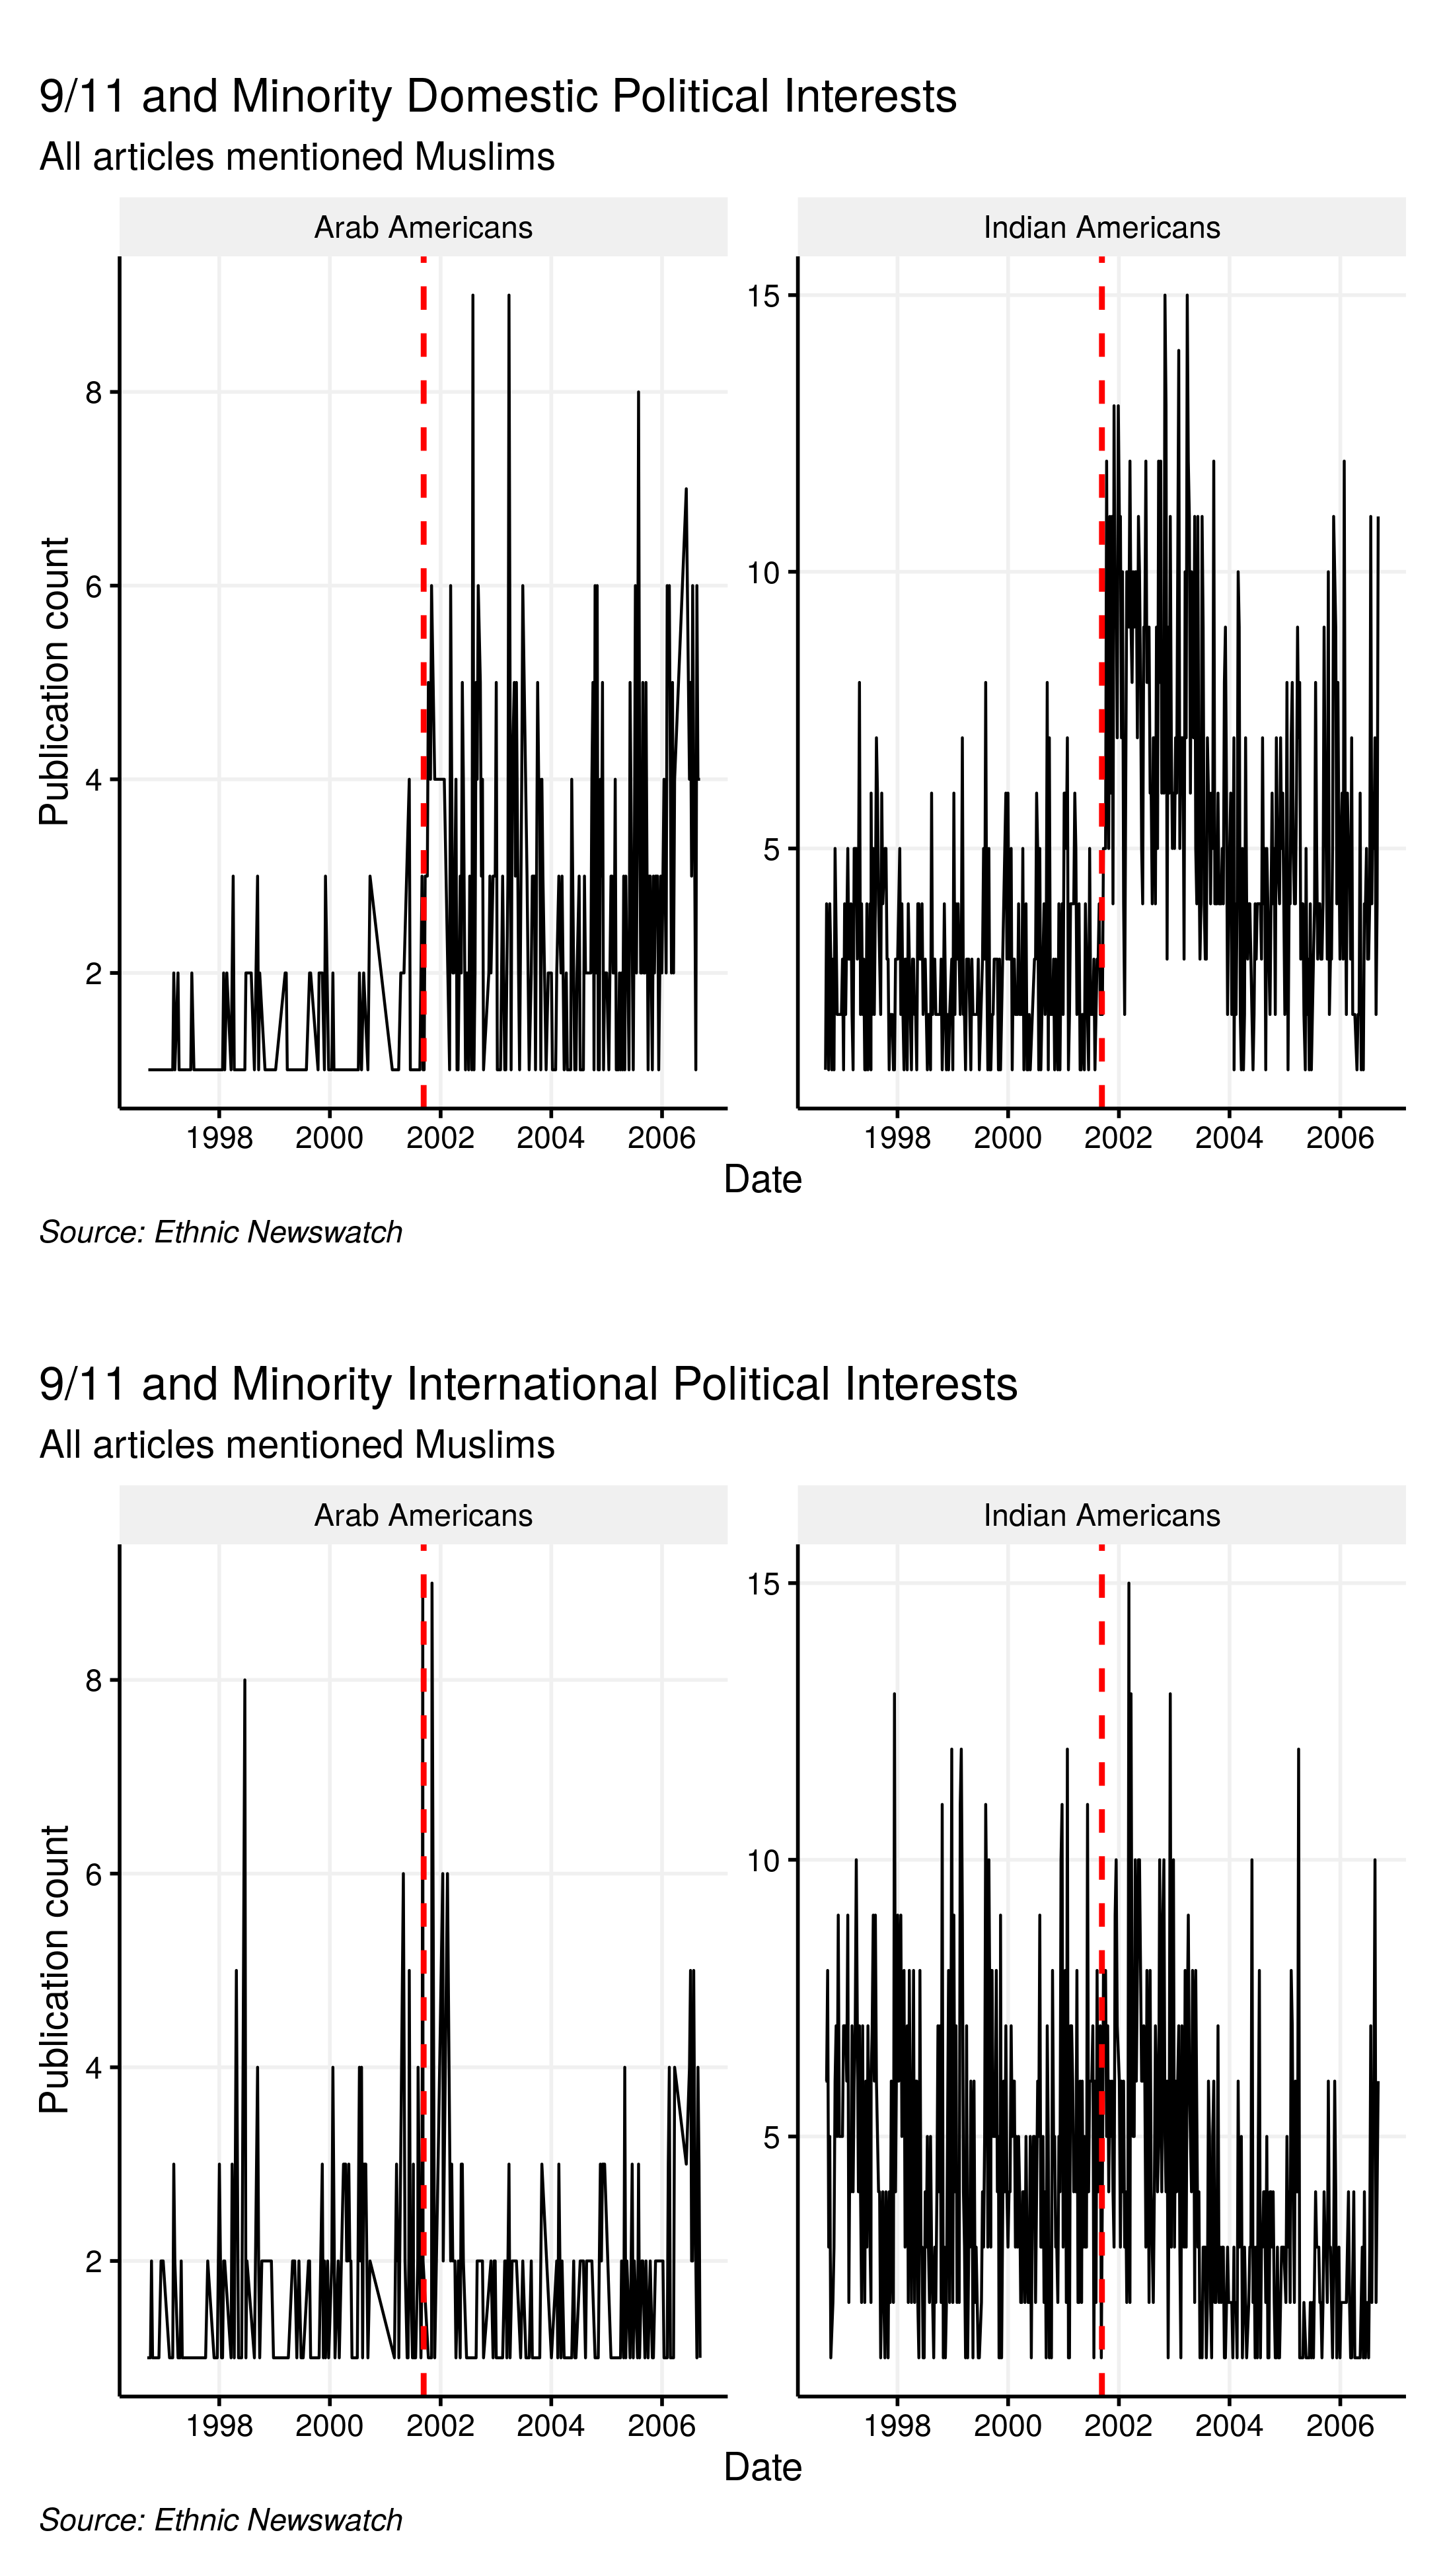 9/11 and Minority Domestic Political Interests
All articles mentioned Muslims
Arab Americans
Indian Americans
Publication count
8
6
4
2
15
10
5
1998 2000 2002 2004 2006
1998 2000 2002 2004 2006
Date
Source: Ethnic Newswatch
9/11 and Minority International Political Interests
All articles mentioned Muslims
Arab Americans
Indian Americans
Publication count
8
6
4
2
15
10
5
1998 2000 2002 2004 2006
1998 2000 2002 2004 2006
Date
Source: Ethnic Newswatch